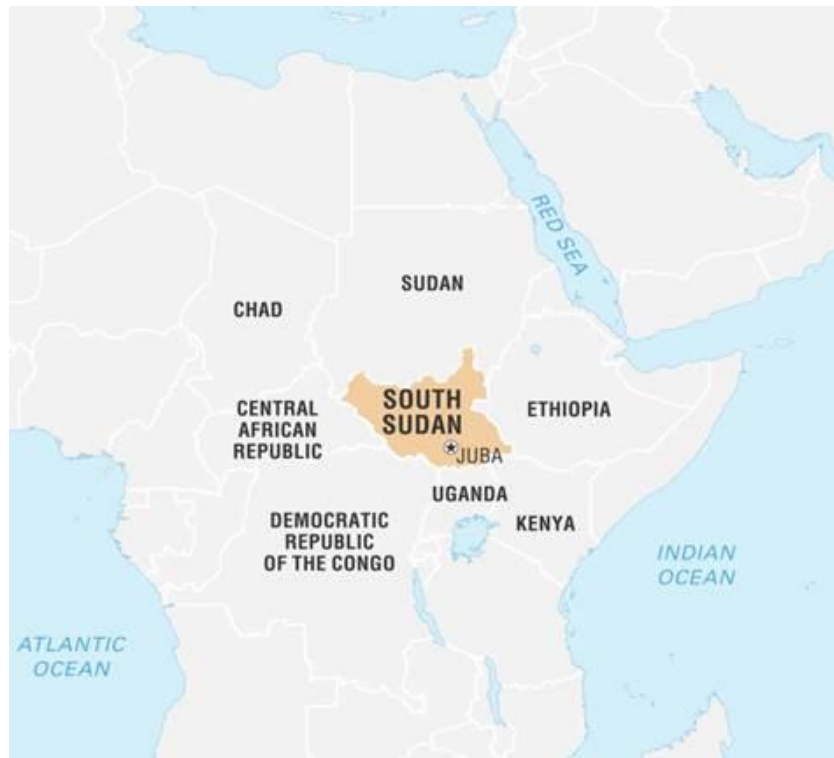 RED SEA
SUDAN
CHAD
SOUTH
SUDAN
CENTRAL
AFRICAN
REPUBLIC
ETHIOPIA
JUBA
UGANDA
DEMOCRATIC
REPUBLIC
OF THE CONGO
KENYA
INDIAN
OCEAN
ATLANTIC
OCEAN